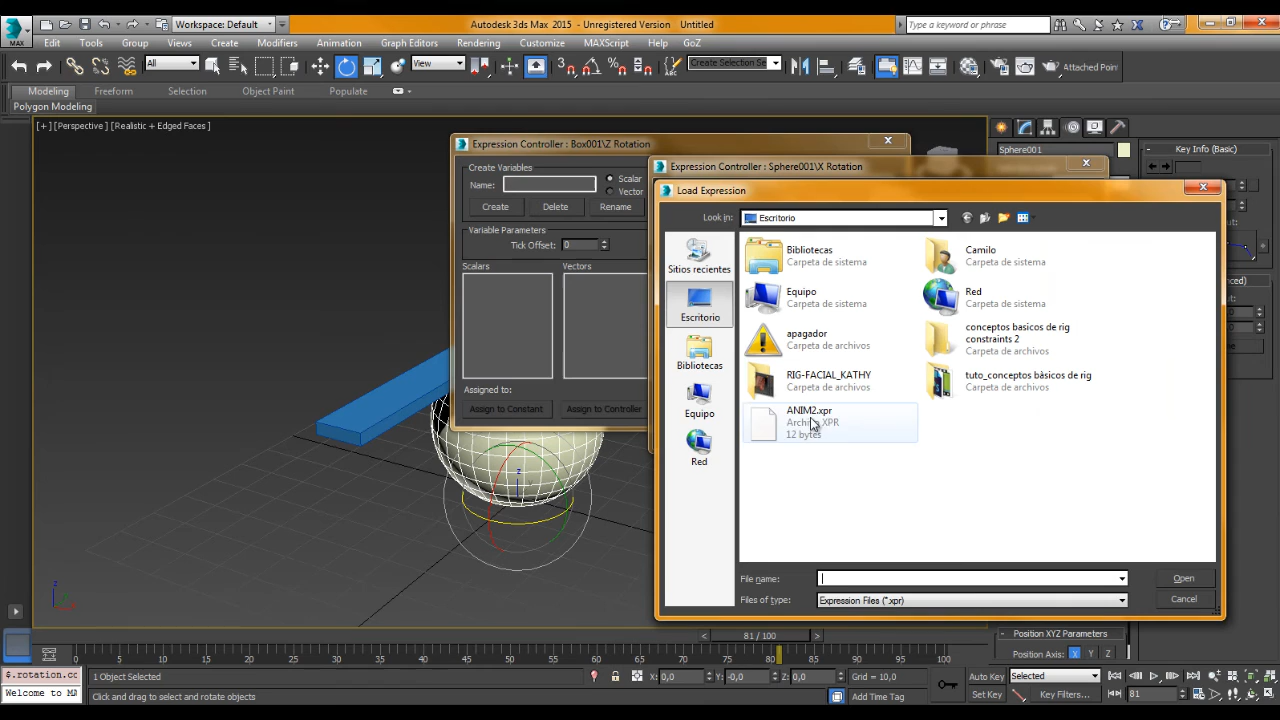 Workspace: Default
Autodesk 3ds Max 2015 - Unregistered Version Untitled
Type a keyword or phrase
MAX
Edit Tools Group Views Create Modifiers Animation Graph Editors Rendering Customize MAXScript Help GoZ
All
View
Create Selection Se
Attached Point
Modeling Freeform Selection Object Paint Populate
Polygon Modeling
[+] [Perspective] [Realistic + Edged Faces]
Sphere001
Key Info (Basic)
Expression Controller : Box001\Z Rotation
Create Variables
Name:
Scalar
Vector
Create Delete Rename
Variable Parameters
Tick Offset: 0
Scalars Vectors
Assigned to:
Assign to Constant Assign to Controller
Expression Controller : Sphere001\X Rotation
Load Expression
Look in: Escritorio
Sitios recientes
Escritorio
Bibliotecas
Equipo
Red
Bibliotecas
Carpeta de sistema
Camilo
Carpeta de sistema
Equipo
Carpeta de sistema
Red
Carpeta de sistema
apagador
Carpeta de archivos
conceptos basicos de rig
constraints 2
Carpeta de archivos
RIG-FACIAL_KATHY
Carpeta de archivos
tuto_conceptos bàsicos de rig
Carpeta de archivos
ANIM2.xpr
XPR
12 bytes
File name:
Open
Files of type: Expression Files (*.xpr)
Cancel
z
z
Position XYZ Parameters
Position Axis: X Y Z
81 / 100
0 5 10 15 20 25 30 35 40 45 50 55 60 65 70 75 80 85 90 95 100
$.rotation.cc
Welcome to MA
1 Object Selected
Click and drag to select and rotate objects
X: 0,0 Y: -0,0 Z: 0,0
Grid = 10,0
Add Time Tag
Auto Key
Selected
Set Key
Key Filters...
81